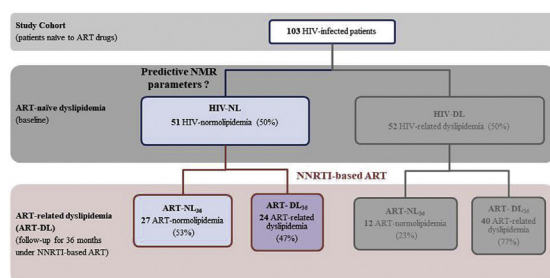 Study Cohort
(patients naïve to ART drugs)
103 HIV-infected patients
Predictive NMR
parameters ?
ART-naïve dyslipidemia
(baseline)
HIV-NL
51 HIV-normolipidemia (50%)
HIV-DL
52 HIV-related dyslipidemia (50%)
NNRTI-based ART
ART-related dyslipidemia
(ART-DL)
(follow-up for 36 months
under NNRTI-based ART)
ART-NL36
27 ART-normolipidemia
(53%)
ART- DL36
24 ART-related
dyslipidemia
(47%)
ART-NL36
12 ART-normolipidemia
(23%)
ART- DL36
40 ART-related
dyslipidemia
(77%)